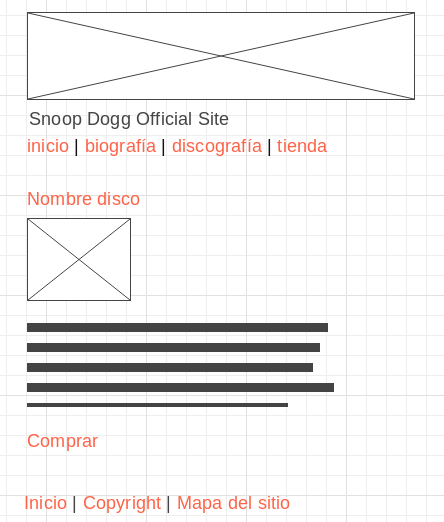 Snoop Dogg Official Site
inicio | biografía | discografía | tienda
Nombre disco
Comprar
Inicio | Copyright | Mapa del sitio